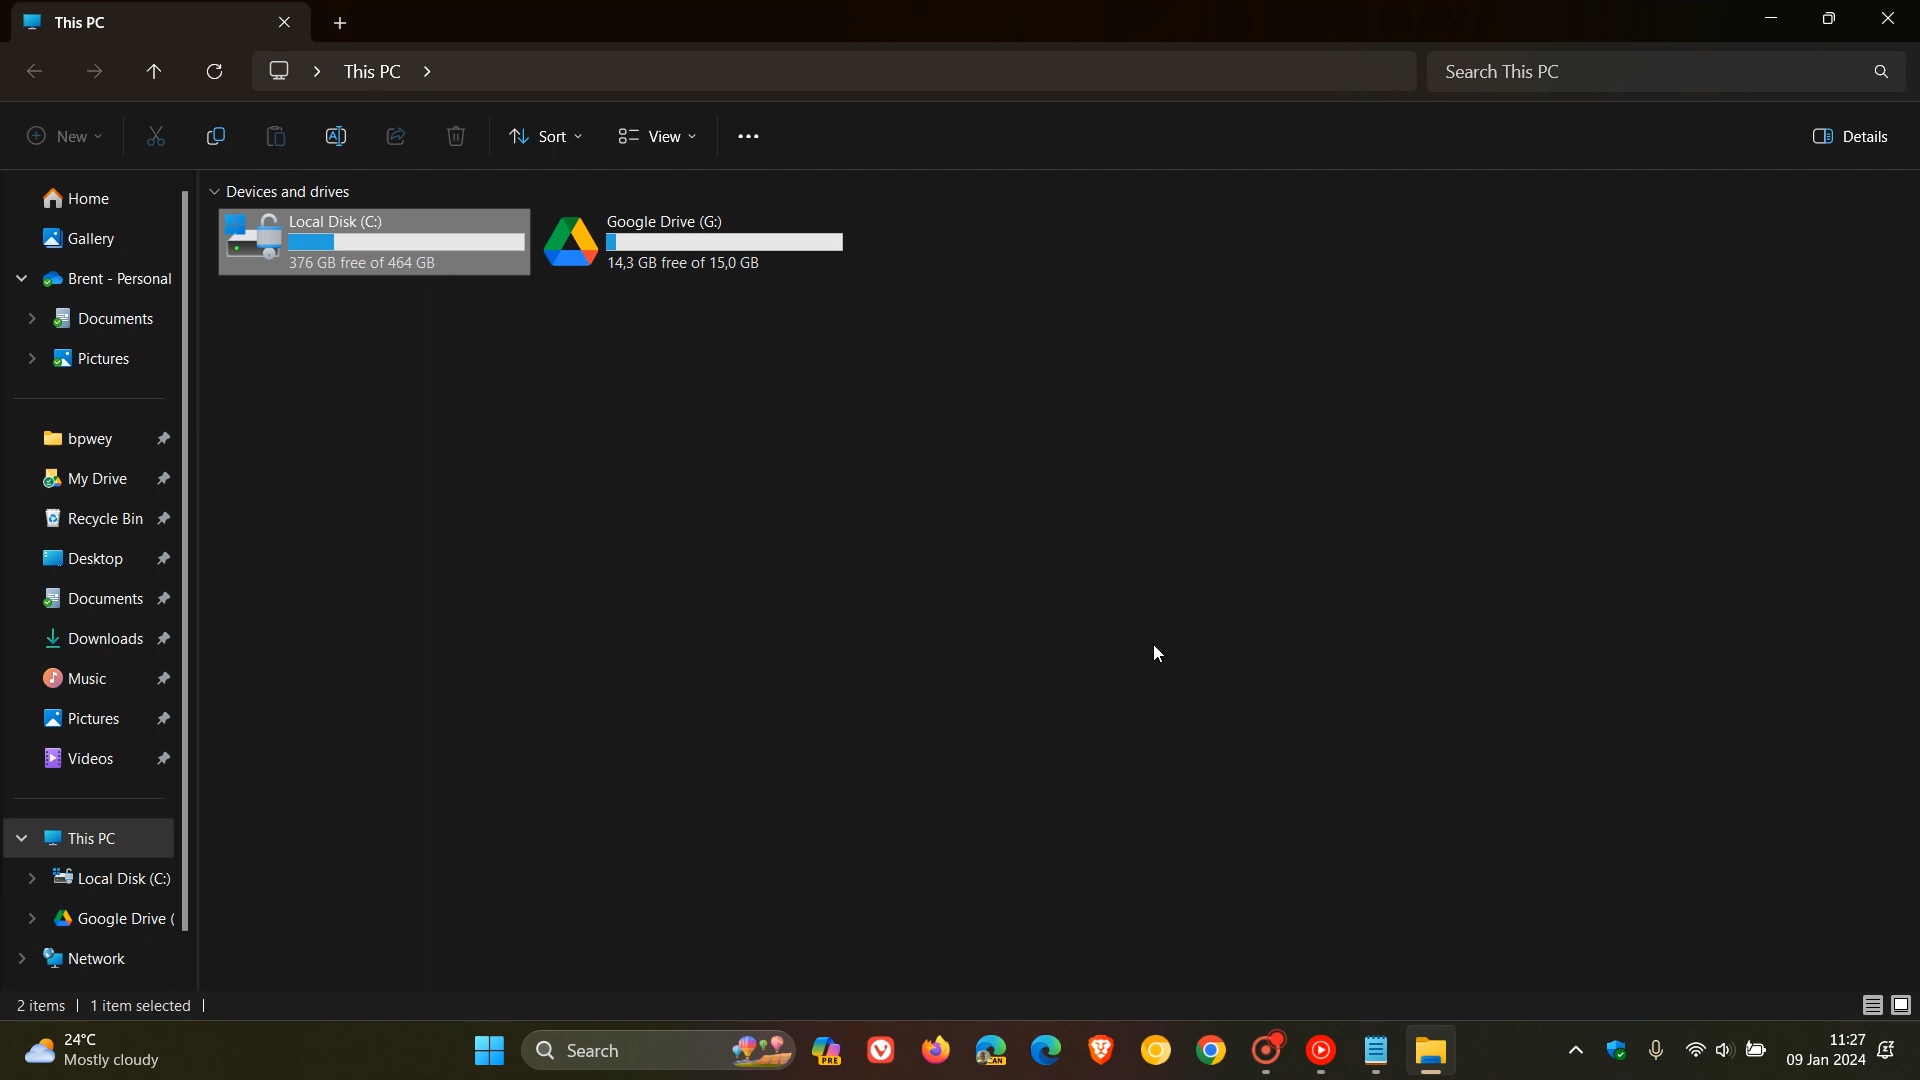 This PC
This PC
Search This PC
New
Sort
View
Details
Home
Gallery
Brent - Personal
Documents
Pictures
bpwey
My Drive
Recycle Bin
Desktop
Documents
Downloads
Music
Pictures
Videos
This PC
Local Disk (C:)
Google Drive (
Network
Devices and drives
Local Disk (C:)
376 GB free of 464 GB
Google Drive (G:)
14,3 GB free of 15,0 GB
2 items
1 item selected
24°C
Mostly cloudy
Search
PRE
CAN
11:27
09 Jan 2024